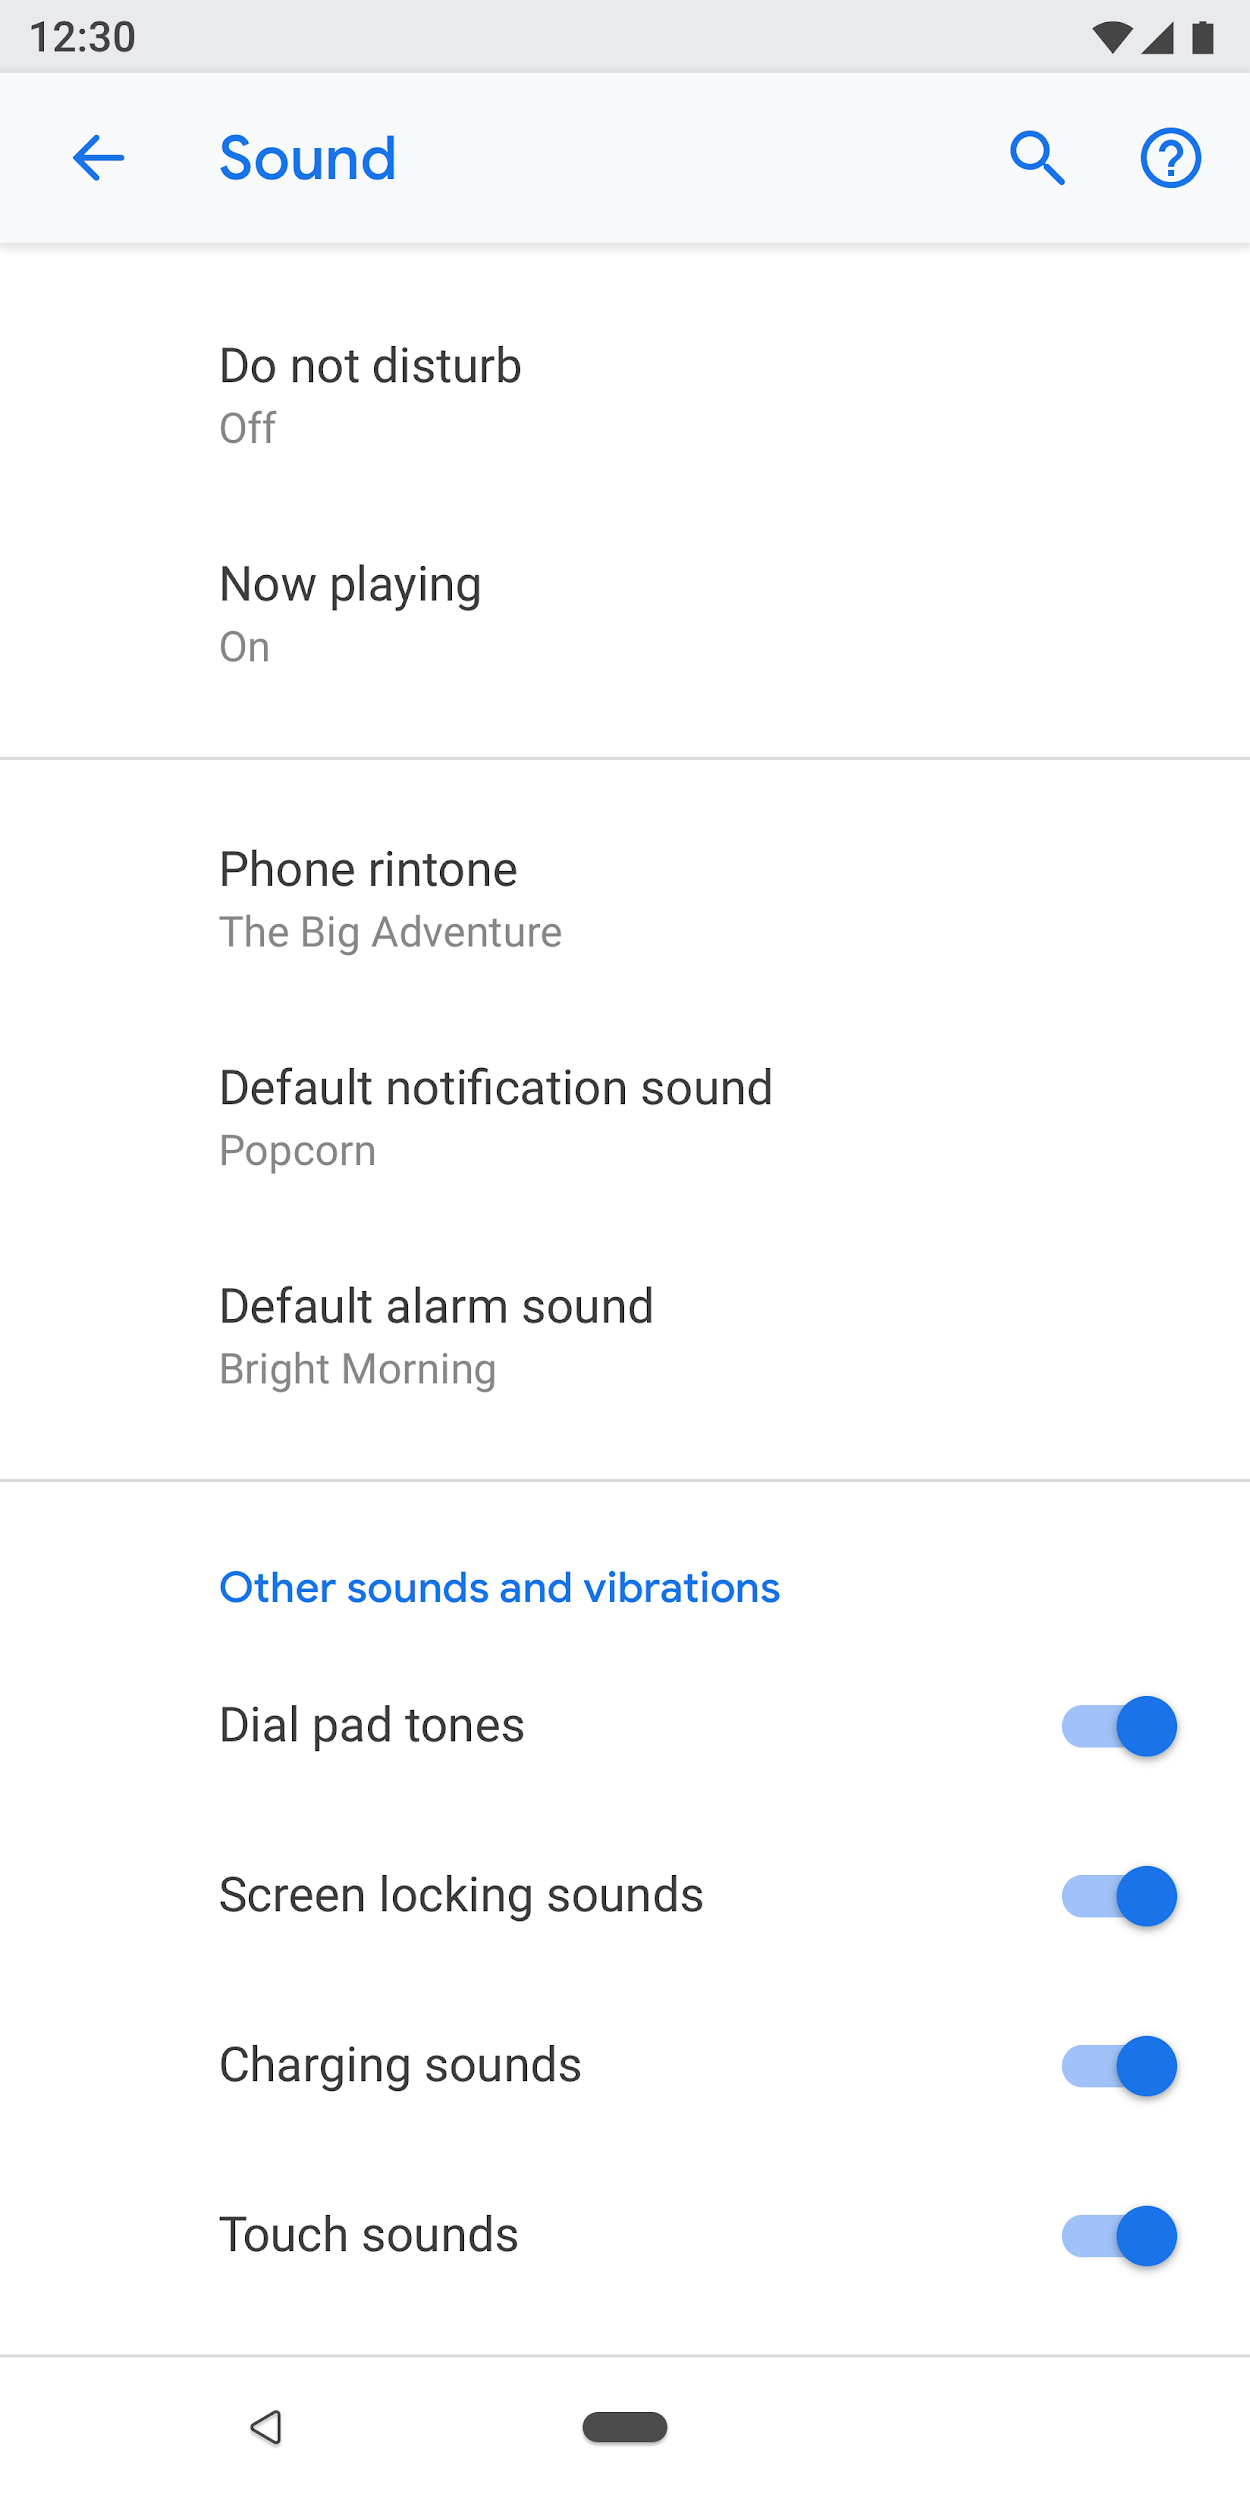 12:30
Sound
Do not disturb
Off
Now playing
On
Phone rintone
The Big Adventure
Default notification sound
Popcorn
Default alarm sound
Bright Morning
Other sounds and vibrations
Dial pad tones
Screen locking sounds
Charging sounds
Touch sounds